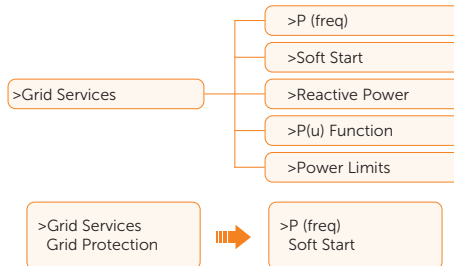 >P (freq)
>Soft Start
>Grid Services
>Reactive Power
>P(u) Function
>Power Limits
>Grid Services
Grid Protection
>P (freq)
Soft Start